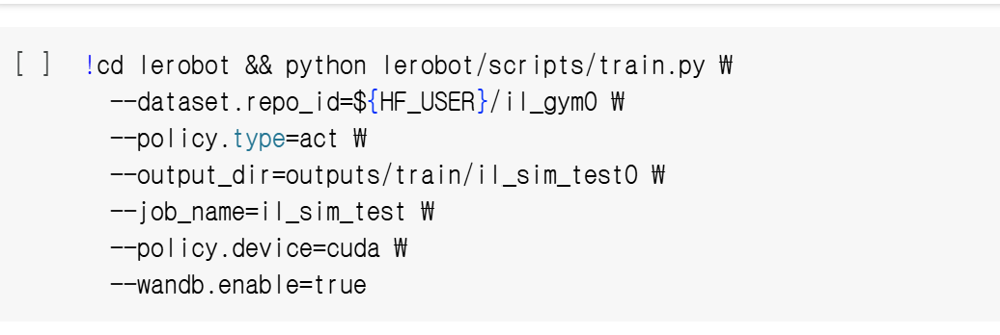 [ ] !cd lerobot && python lerobot/scripts/train.py ₩
--dataset.repo_id=${HF_USER}/il_gym0 ₩
--policy.type=act ₩
--output_dir=outputs/train/il_sim_test0 ₩
--job_name=il_sim_test ₩
--policy.device=cuda ₩
--wandb.enable=true